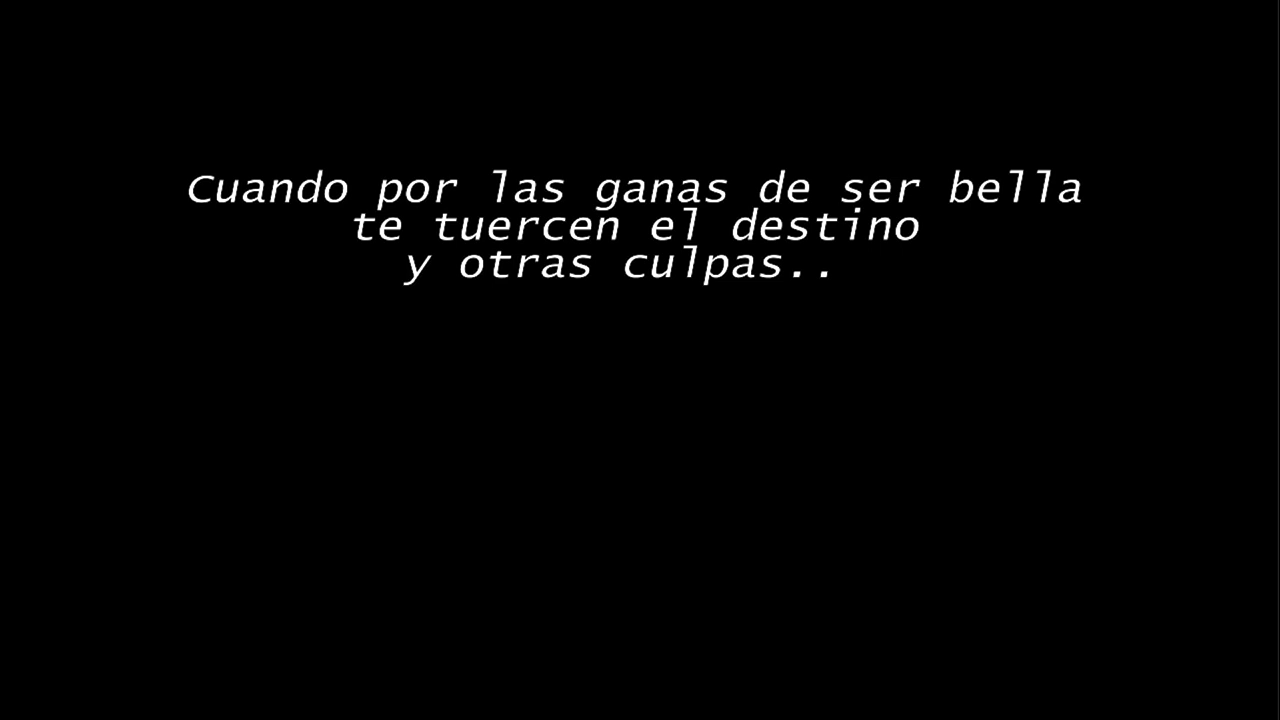 Cuando por las ganas de ser bella
te tuercen el destino
y otras culpas..